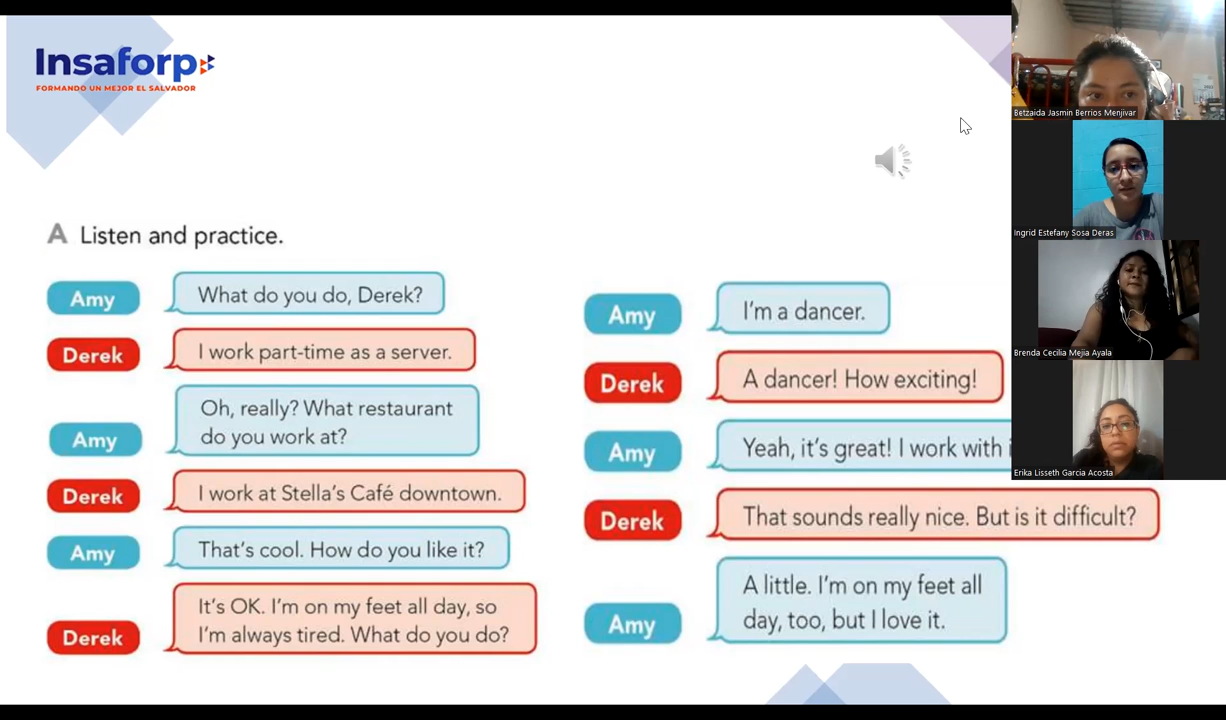 Insaforp
FORMANDO UN MEJOR EL SALVADOR
A Listen and practice.
Amy
What do you do, Derek?
Derek
I work part-time as a server.
Amy
Oh, really? What restaurant
do you work at?
Derek
I work at Stella's Café downtown.
Amy
That's cool. How do you like it?
Derek
It's OK. I'm on my feet all day, so
I'm always tired. What do you do?
Amy
I'm a dancer.
Derek
A dancer! How exciting!
Amy
Yeah, it's great! I work with
Derek
That sounds really nice. But is it difficult?
Amy
A little. I'm on my feet all
day, too, but I love it.
Betzaida Jasmin Berrios Menjivar
Ingrid Estefany Sosa Deras
Brenda Cecilia Mejia Ayala
Erika Lisseth Garcia Acosta